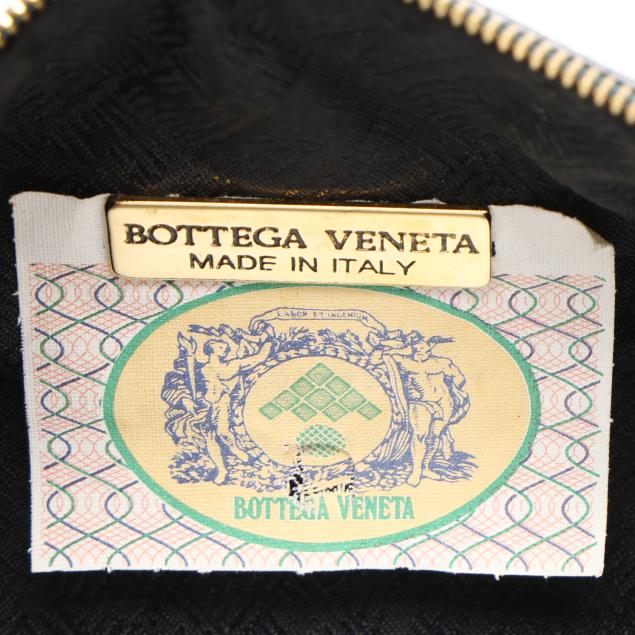 BOTTEGA VENETA
MADE IN ITALY
LABOR ET INGENIUM
BOTTEGA VENETA